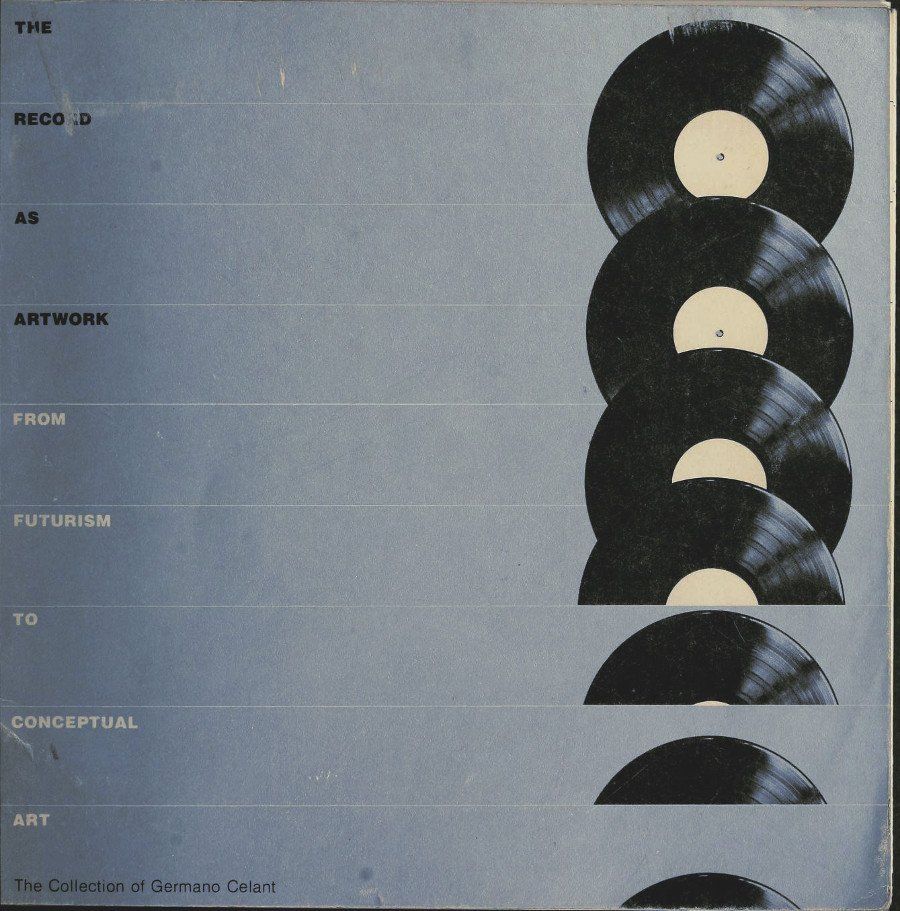 THE
RECORD
AS
ARTWORK
FROM
FUTURISM
TO
CONCEPTUAL
ART
The Collection of Germano Celant